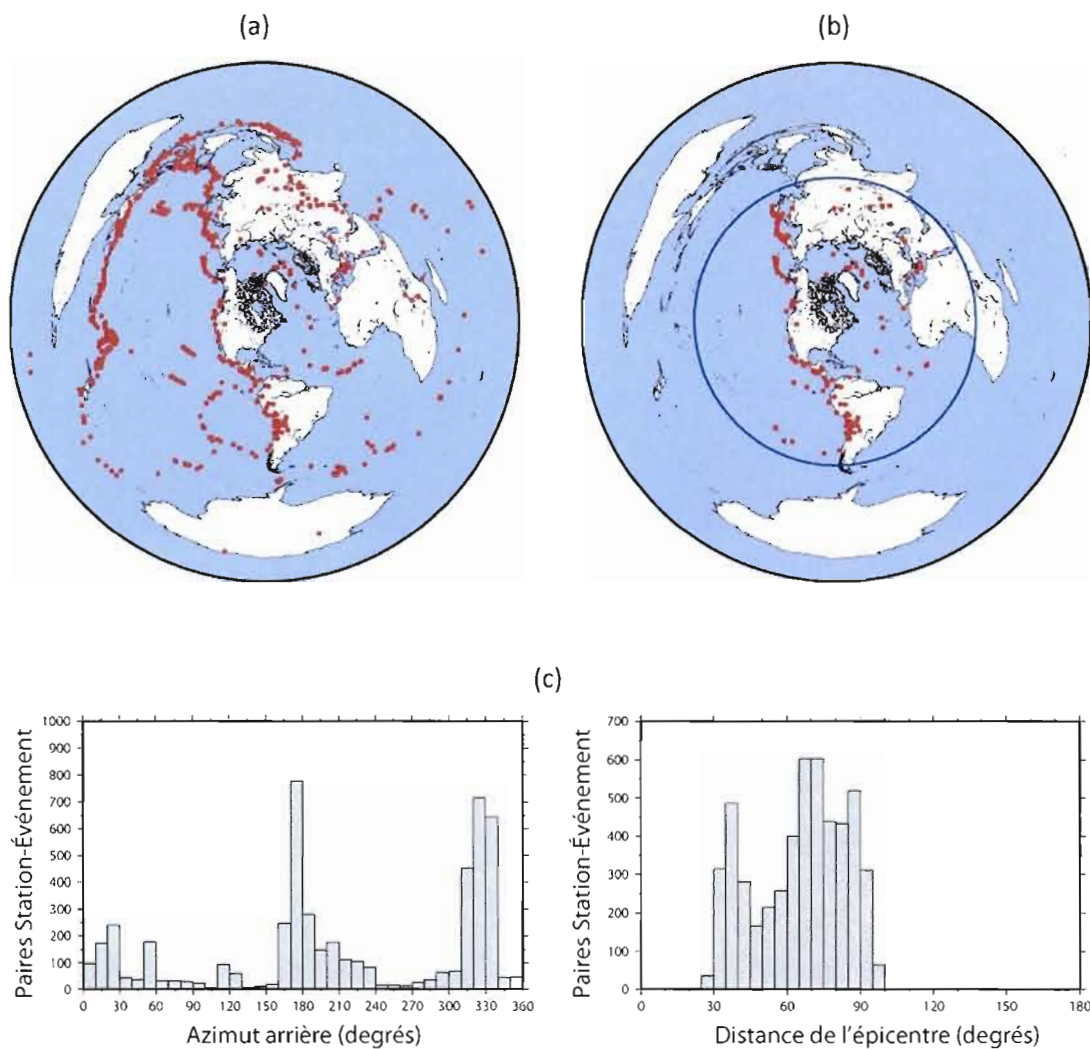 (a)
(b)
(c)
Paires Station-Événement
1000
900
800
700
600
500
400
300
200
100
0
0 30 60 90 120 150 180 210 240 270 300 330 360
Azimut arrière (degrés)
Paires Station-Événement
700
600
500
400
300
200
100
0
0 30 60 90 120 150 180
Distance de l'épicentre (degrés)